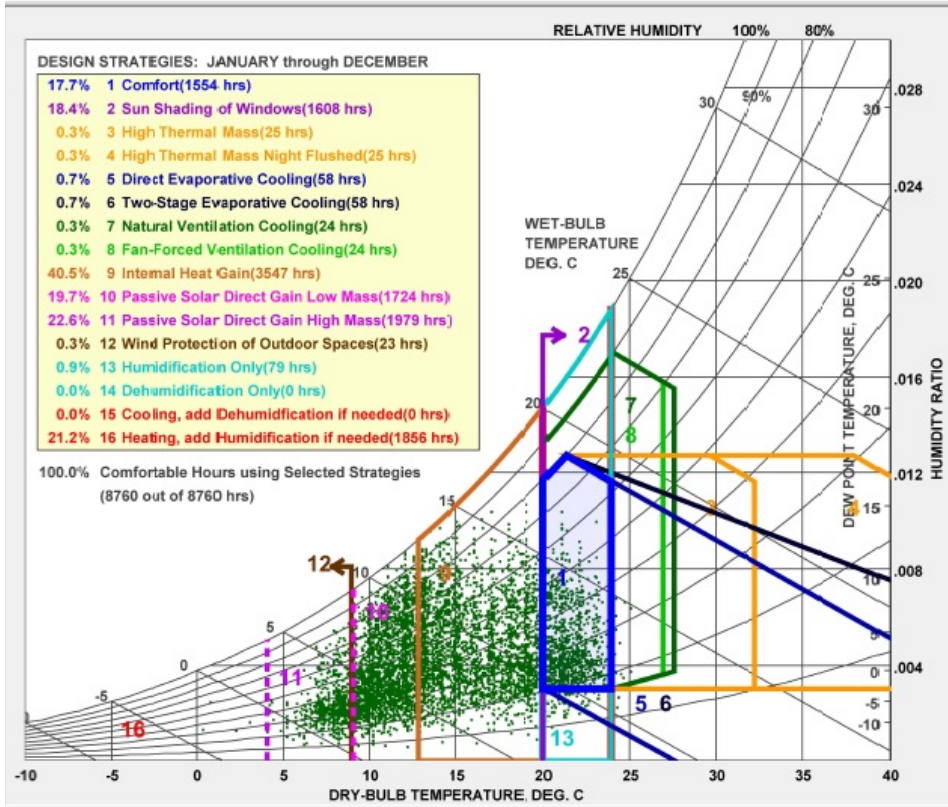 RELATIVE HUMIDITY 100% 80%
DESIGN STRATEGIES: JANUARY through DECEMBER
17.7% 1 Comfort(1554 hrs)
18.4% 2 Sun Shading of Windows(1608 hrs)
0.3% 3 High Thermal Mass(25 hrs)
0.3% 4 High Thermal Mass Night Flushed(25 hrs)
0.7% 5 Direct Evaporative Cooling(58 hrs)
0.7% 6 Two-Stage Evaporative Cooling(58 hrs)
0.3% 7 Natural Ventilation Cooling(24 hrs)
0.3% 8 Fan-Forced Ventilation Cooling(24 hrs)
40.5% 9 Internal Heat Gain(3547 hrs)
19.7% 10 Passive Solar Direct Gain Low Mass(1724 hrs)
22.6% 11 Passive Solar Direct Gain High Mass(1979 hrs)
0.3% 12 Wind Protection of Outdoor Spaces(23 hrs)
0.9% 13 Humidification Only(79 hrs)
0.0% 14 Dehumidification Only(0 hrs)
0.0% 15 Cooling, add Dehumidfication if needed(0 hrs)
21.2% 16 Heating, add Humidification if needed(1856 hrs)
100.0% Comfortable Hours using Selected Strategies
(8760 out of 8760 hrs)
WET-BULB
TEMPERATURE
DEG. C
90%
30
25
20
15
10
5
0
-5
2
7
8
1
3
4
9
10
11
12
13
16
5 6
DEW POINT TEMPERATURE, DEG. C
30
25
20
15
10
5
0
-5
-10
.028
.024
.020
.016
.012
.008
.004
HUMIDITY RATIO
-10 -5 0 5 10 15 20 25 30 35 40
DRY-BULB TEMPERATURE, DEG. C